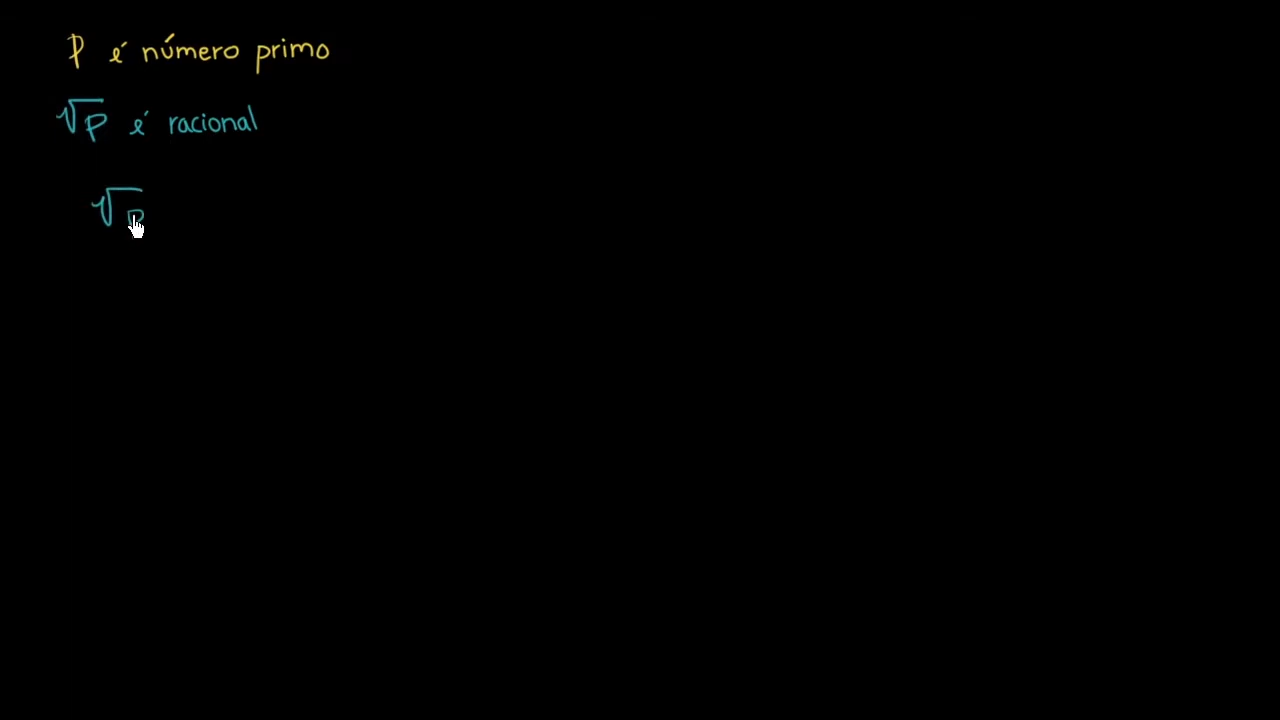 P é número primo
√P é racional
√P